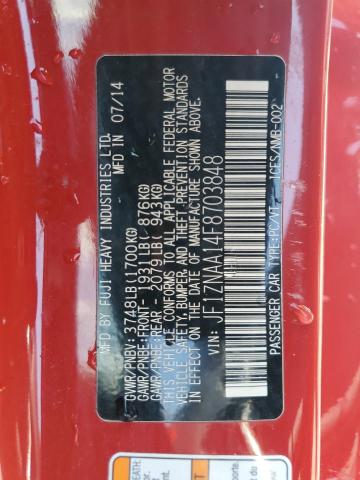 MFD BY FUJI HEAVY INDUSTRIES LTD.
MFD IN 07/14
GVWR/PNBV: 3748LB(1700KG)
GAWR/PNBE:FRONT - 1931LB( 876KG)
GAWR/PNBE:REAR - 2079LB( 943KG)
THIS VEHICLE CONFORMS TO ALL APPLICABLE FEDERAL MOTOR
VEHICLE SAFETY,BUMPER AND THEFT PREVENTION STANDARDS
IN EFFECT ON THE DATE OF MANUFACTURE SHOWN ABOVE.
VIN: JF1ZNAA14F8703848
PASSENGER CAR TYPE:PC/VT ICES/NMB-002